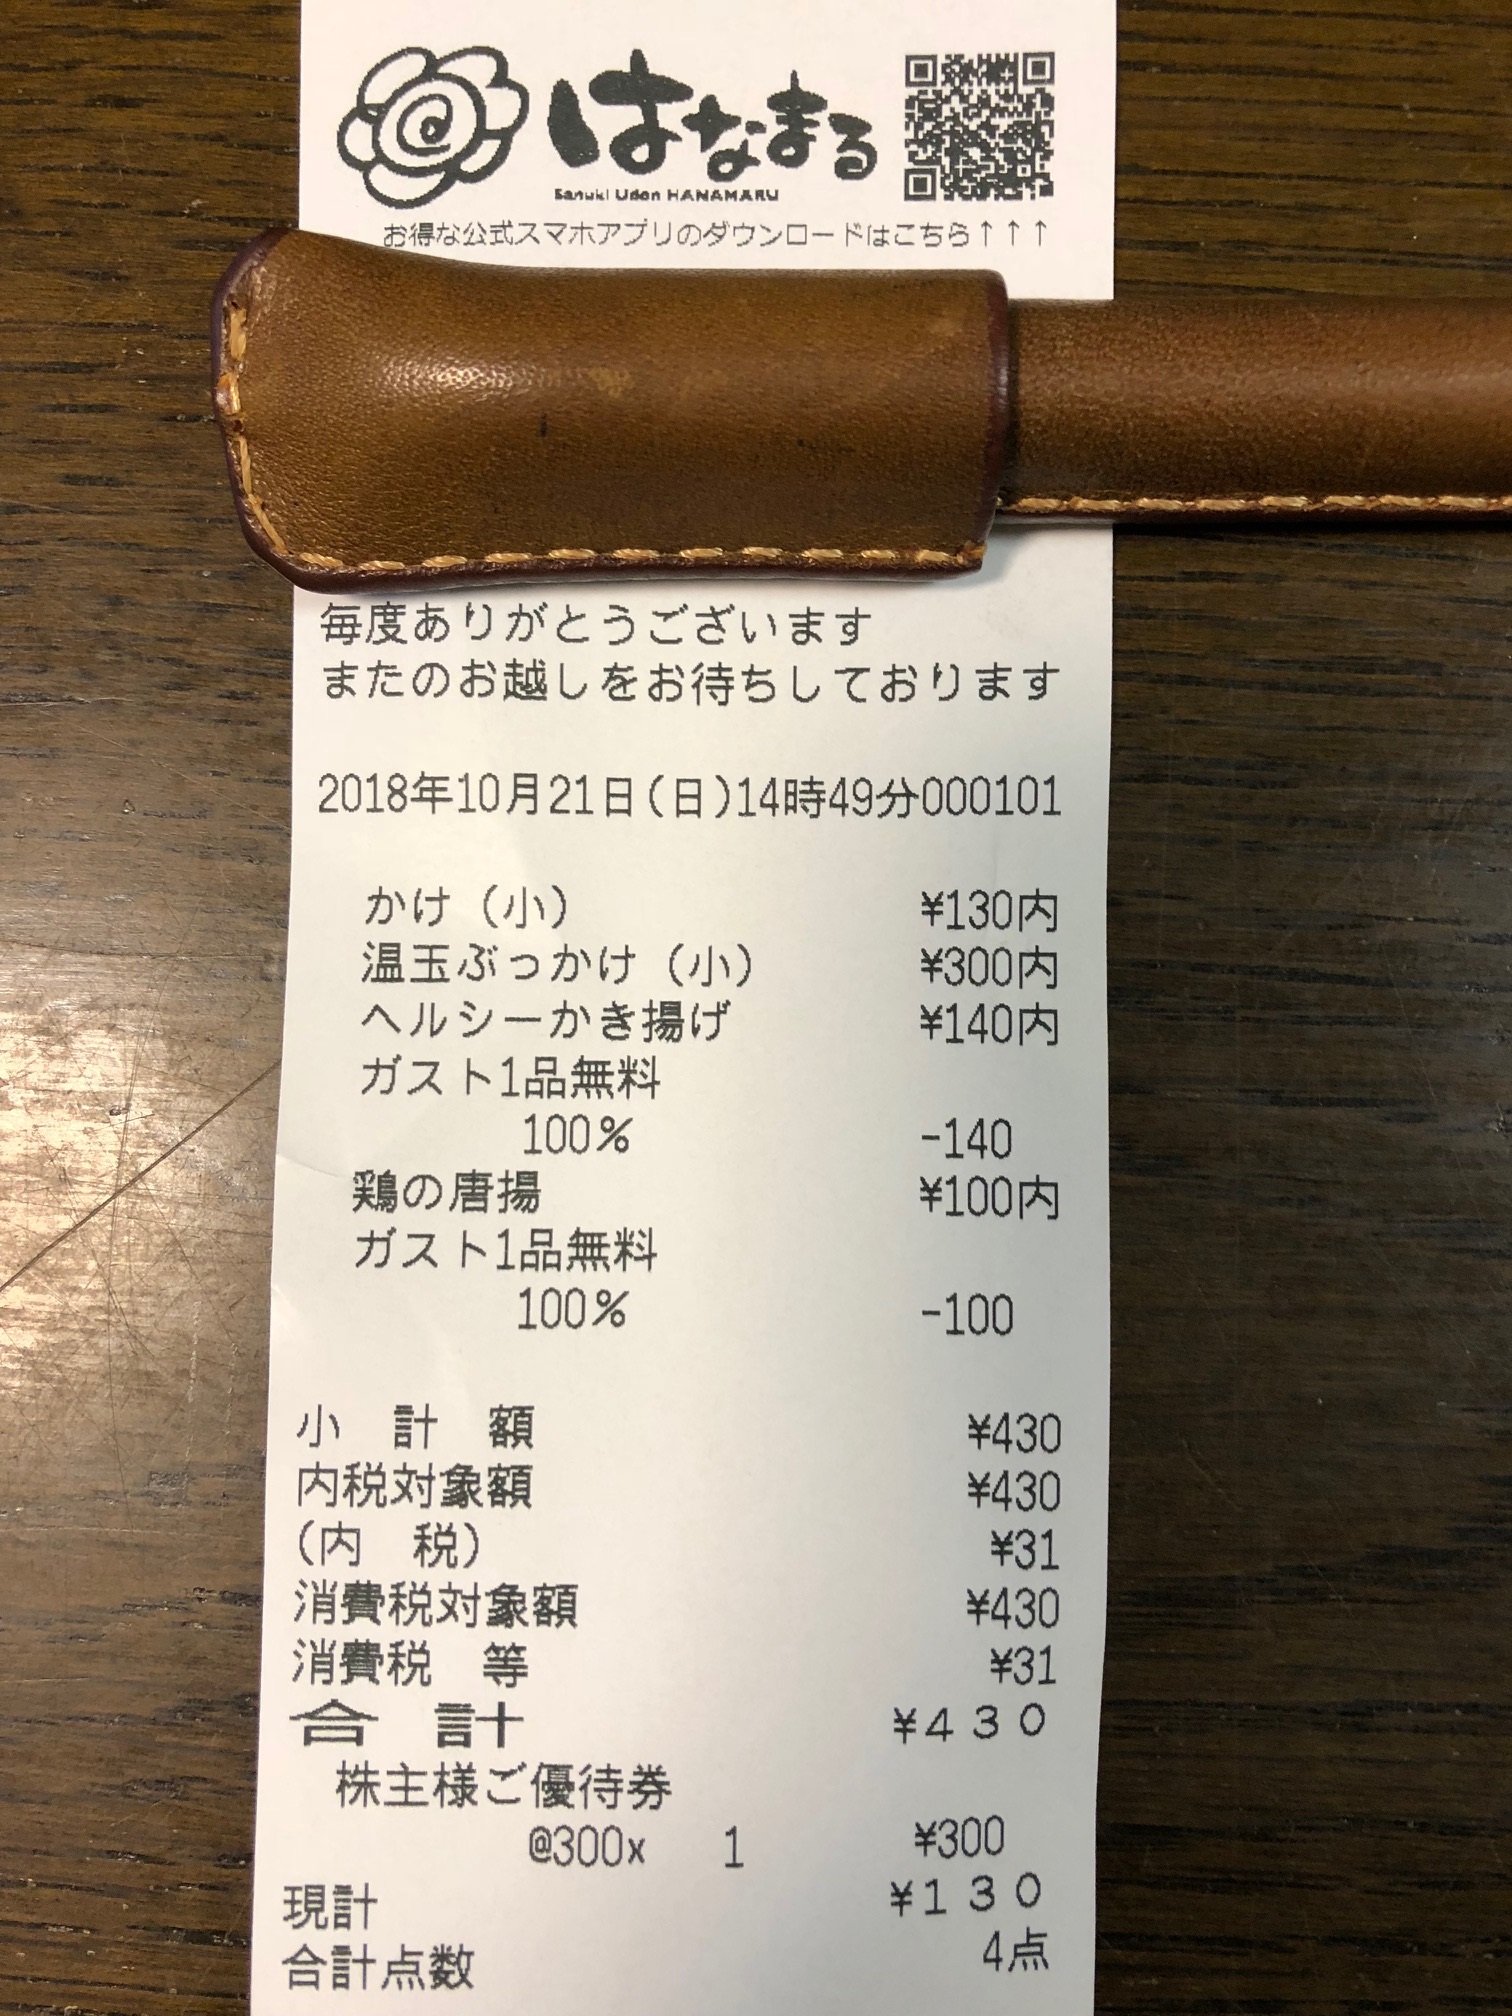 はなまる
Sanuki Udon HANAMARU
お得な公式スマホアプリのダウンロードはこちら↑↑↑
毎度ありがとうございます
またのお越しをお待ちしております
2018年10月21日(日)14時49分000101
かけ(小) ¥130内
温玉ぶっかけ(小) ¥300内
ヘルシーかき揚げ ¥140内
ガスト1品無料
100% -140
鶏の唐揚 ¥100内
ガスト1品無料
100% -100
小 計 額 ¥430
内税対象額 ¥430
(内 税) ¥31
消費税対象額 ¥430
消費税 等 ¥31
合 計 ¥430
株主様ご優待券
@300x 1 ¥300
現計 ¥130
合計点数 4点